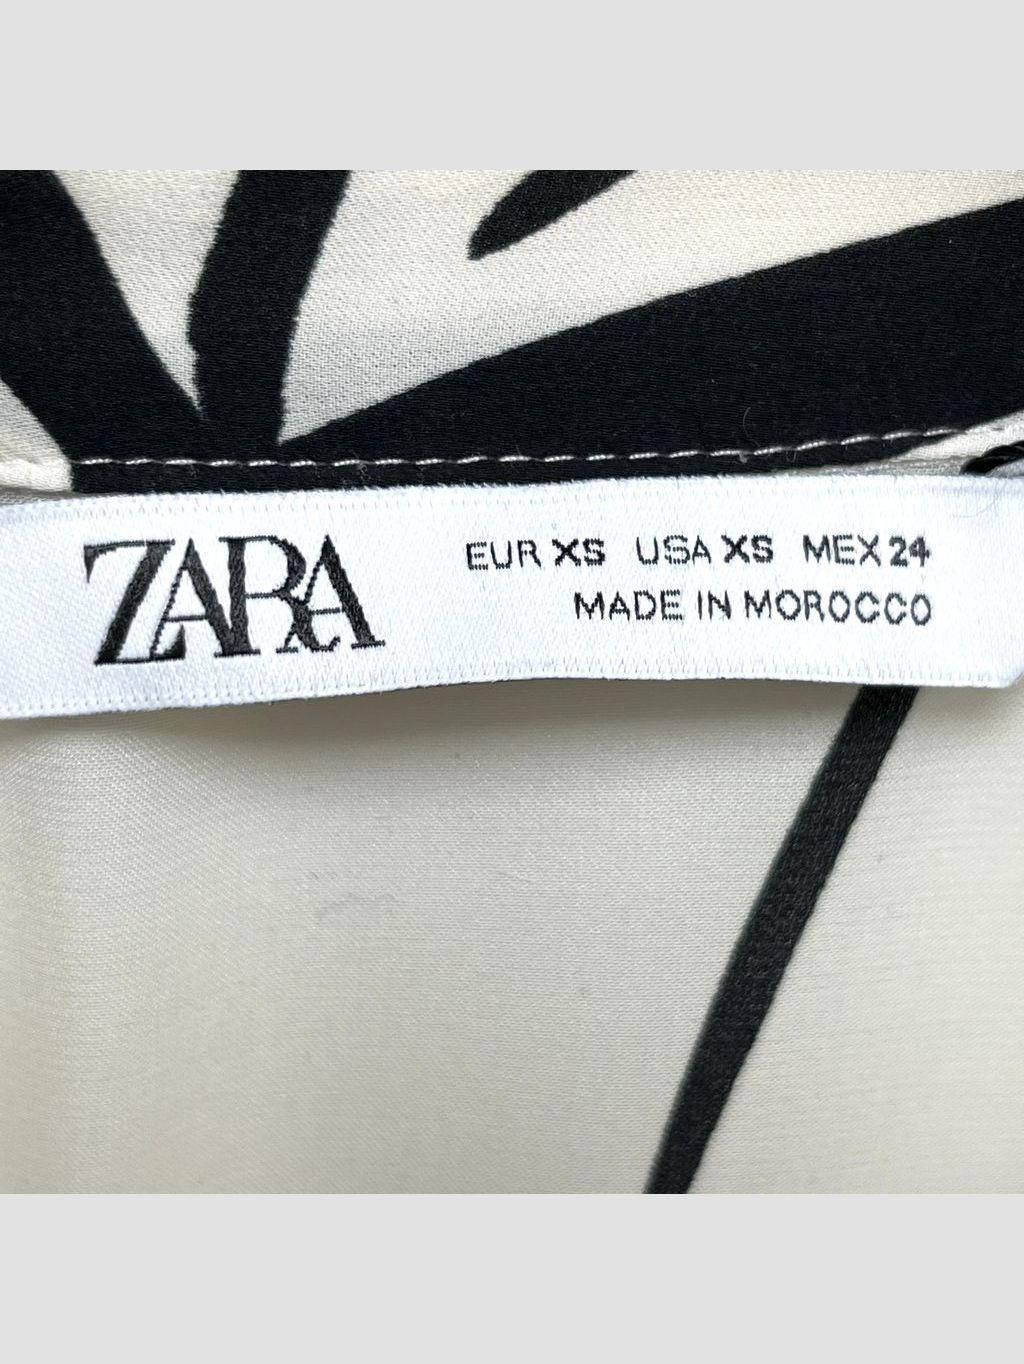 ZARA
EUR XS USA XS MEX 24
MADE IN MOROCCO